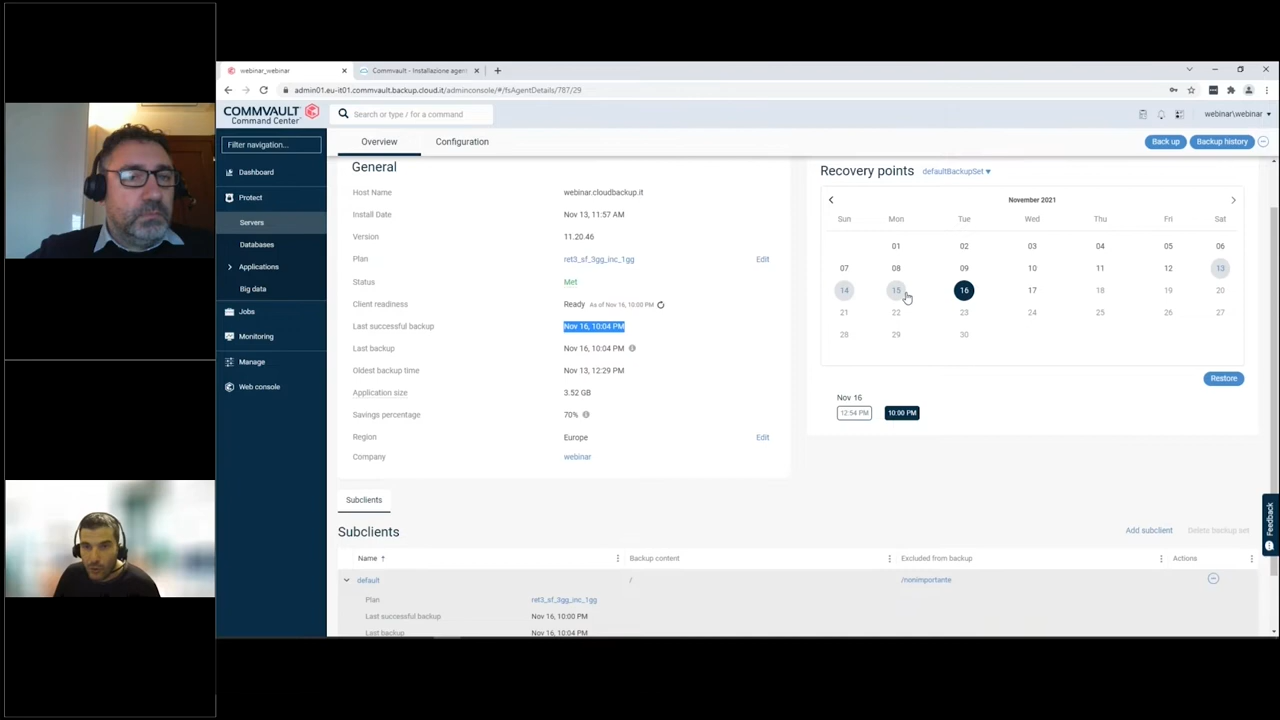 webinar_webinar
Commvault - Installazione agen
admin01.eu-it01.commvault.backup.cloud.it/adminconsole/#/fsAgentDetails/787/29
COMMVAULT
Command Center
Search or type / for a command
webinar\webinar
Filter navigation...
Dashboard
Protect
Servers
Databases
Applications
Big data
Jobs
Monitoring
Manage
Web console
Overview
Configuration
Back up
Backup history
General
Host Name webinar.cloudbackup.it
Install Date Nov 13, 11:57 AM
Version 11.20.46
Plan ret3_sf_3gg_inc_1gg Edit
Status Met
Client readiness Ready As of Nov 16, 10:00 PM
Last successful backup Nov 16, 10:04 PM
Last backup Nov 16, 10:04 PM
Oldest backup time Nov 13, 12:29 PM
Application size 3.52 GB
Savings percentage 70%
Region Europe Edit
Company webinar
Recovery points defaultBackupSet
November 2021
Sun Mon Tue Wed Thu Fri Sat
01 02 03 04 05 06
07 08 09 10 11 12 13
14 15 16 17 18 19 20
21 22 23 24 25 26 27
28 29 30
Restore
Nov 16
12:54 PM 10:00 PM
Subclients
Subclients
Add subclient Delete backup set
Name Backup content Excluded from backup Actions
default / /nonimportante
Plan ret3_sf_3gg_inc_1gg
Last successful backup Nov 16, 10:00 PM
Last backup Nov 16, 10:04 PM
Feedback